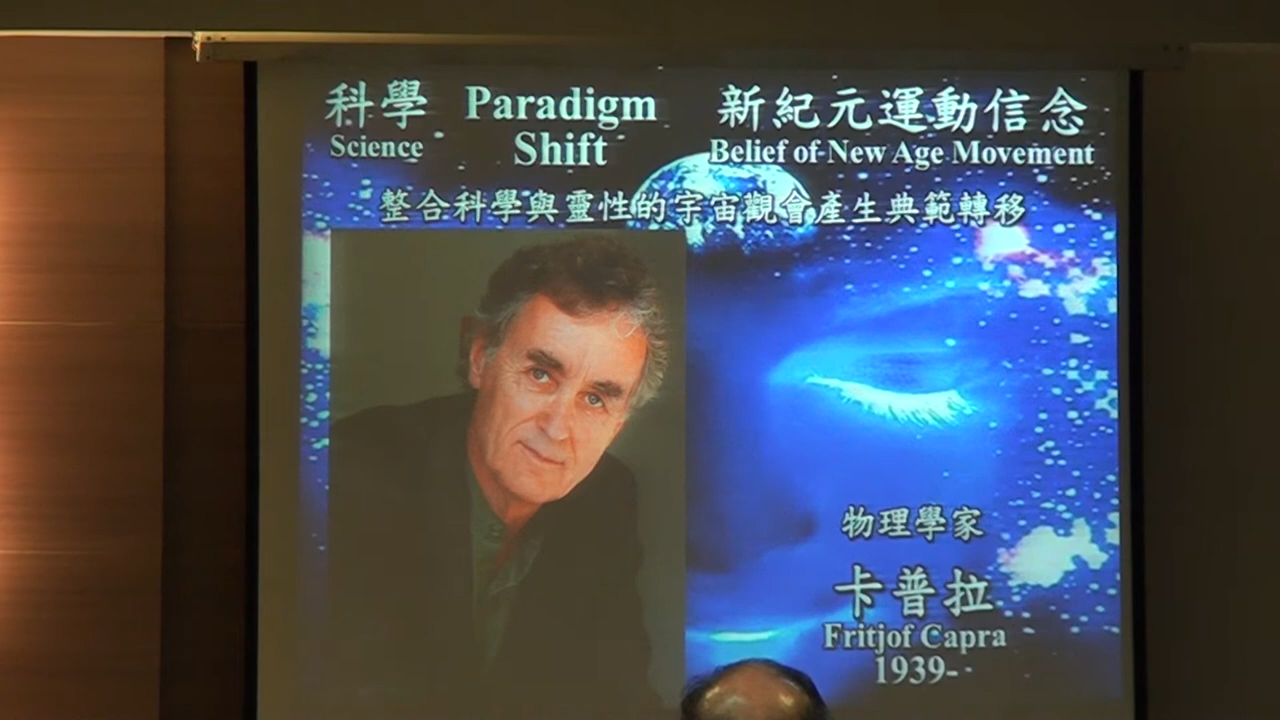 科學 Paradigm 新紀元運動信念
Science Shift Belief of New Age Movement
整合科學與靈性的宇宙觀會產生典範轉移
物理學家
卡普拉
Fritjof Capra
1939-